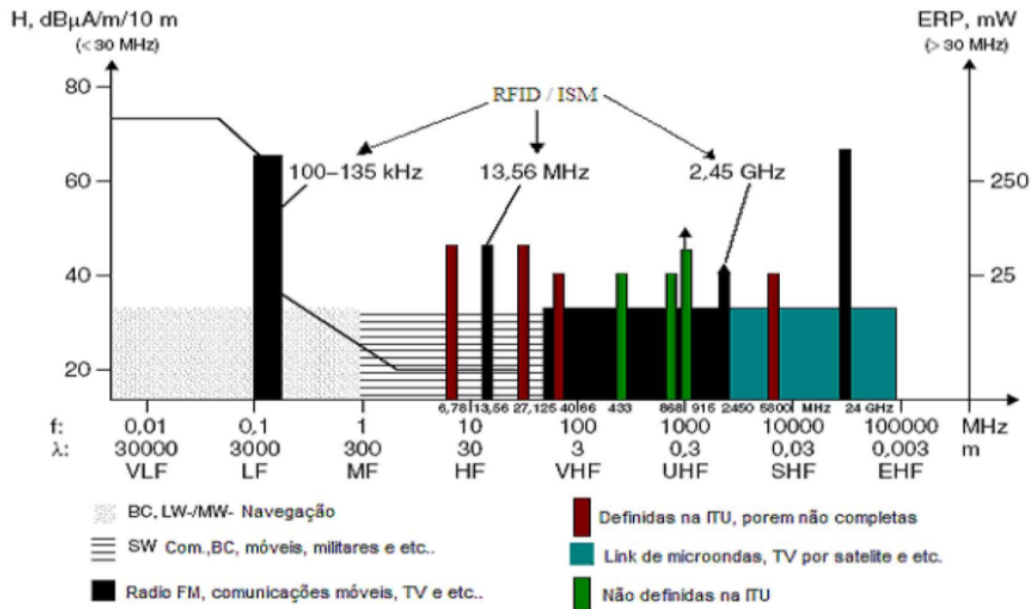 H, dBµA/m/10 m
(< 30 MHz)
ERP, mW
(> 30 MHz)
80
60
40
20
250
25
RFID / ISM
100–135 kHz
13,56 MHz
2,45 GHz
6,78 13,56 27,125 40 66 433 868 916 2450 5800 MHz 24 GHz
f: 0,01 0,1 1 10 100 1000 10000 100000 MHz
λ: 30000 3000 300 30 3 0,3 0,03 0,003 m
VLF LF MF HF VHF UHF SHF EHF
BC, LW-/MW- Navegação
SW Com.,BC, móveis, militares e etc..
Radio FM, comunicações móveis, TV e etc..
Definidas na ITU, porem não completas
Link de microondas, TV por satelite e etc.
Não definidas na ITU